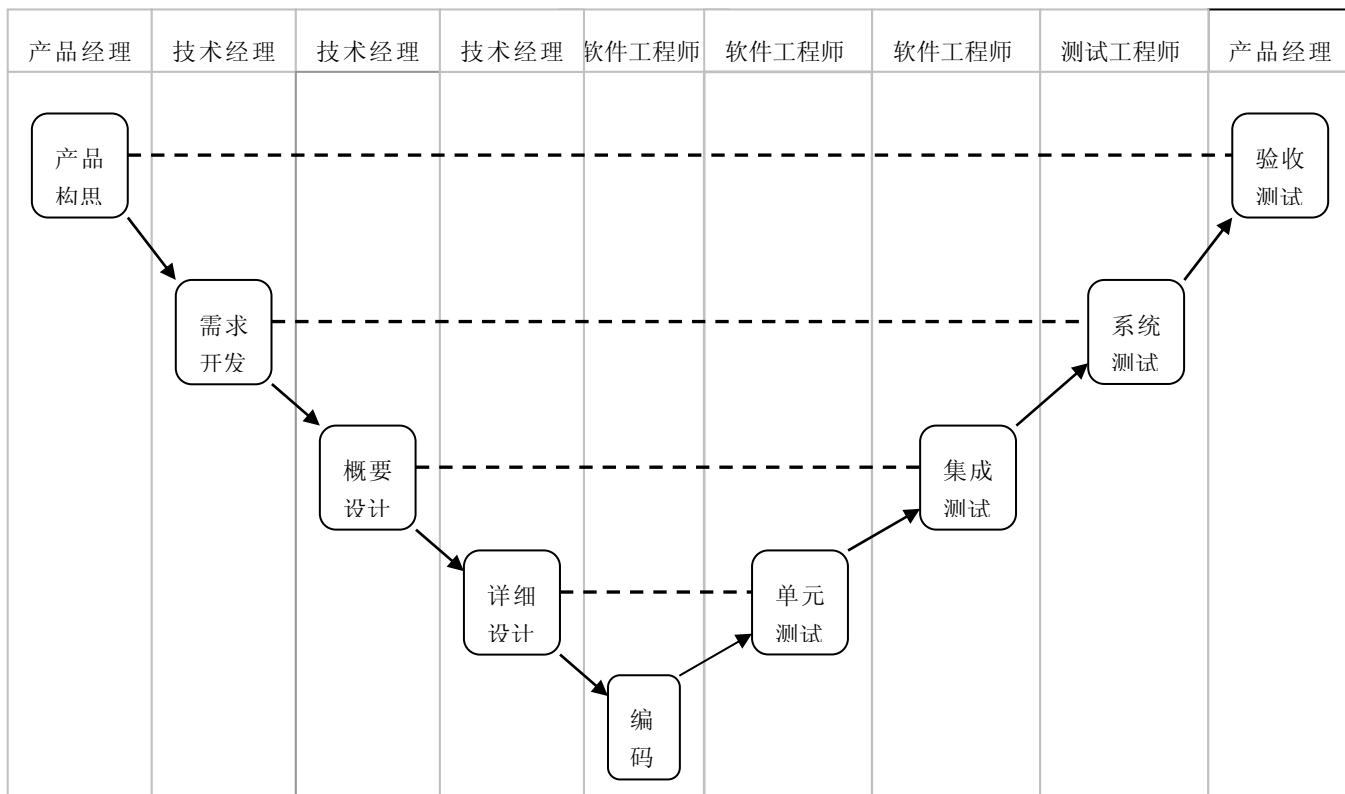 产品经理
技术经理
技术经理
技术经理
软件工程师
软件工程师
软件工程师
测试工程师
产品经理
产品
构思
验收
测试
需求
开发
系统
测试
概要
设计
集成
测试
详细
设计
单元
测试
编
码